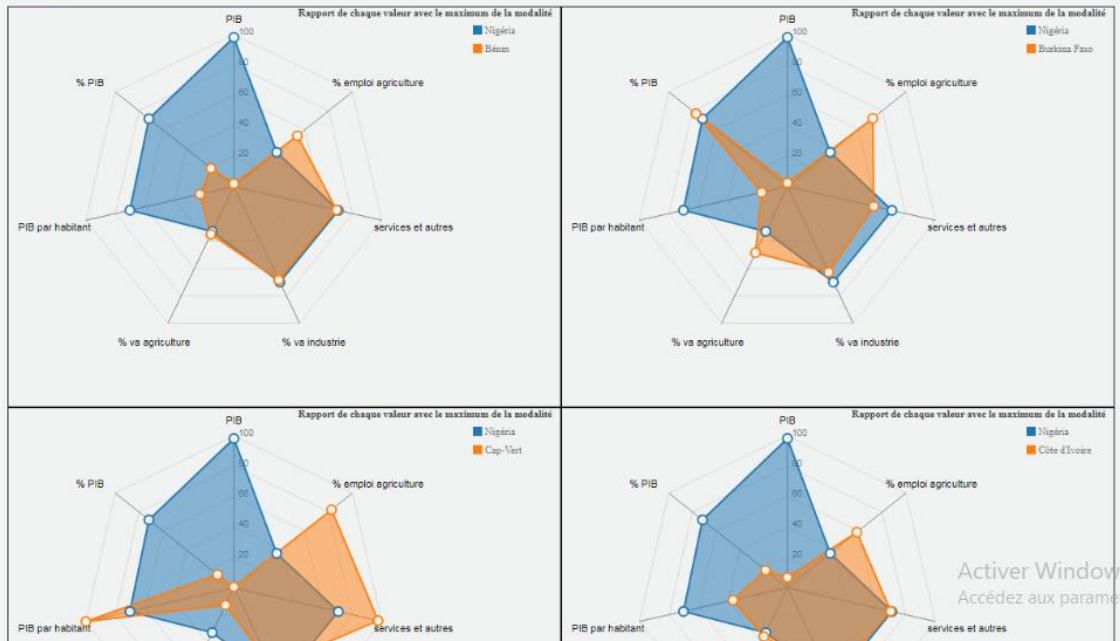 Rapport de chaque valeur avec le maximum de la modalité
PIB
Nigéria
Bénin
100
80
60
40
20
% PIB
% emploi agriculture
PIB par habitant
services et autres
% va agriculture
% va industrie
Rapport de chaque valeur avec le maximum de la modalité
PIB
Nigéria
Burkina Faso
100
80
60
40
20
% PIB
% emploi agriculture
PIB par habitant
services et autres
% va agriculture
% va industrie
Rapport de chaque valeur avec le maximum de la modalité
PIB
Nigéria
Cap-Vert
100
80
60
40
20
% PIB
% emploi agriculture
PIB par habitant
services et autres
Rapport de chaque valeur avec le maximum de la modalité
PIB
Nigéria
Côte d'Ivoire
100
80
60
40
20
% PIB
% emploi agriculture
PIB par habitant
services et autres
Activer Window
Accédez aux parame